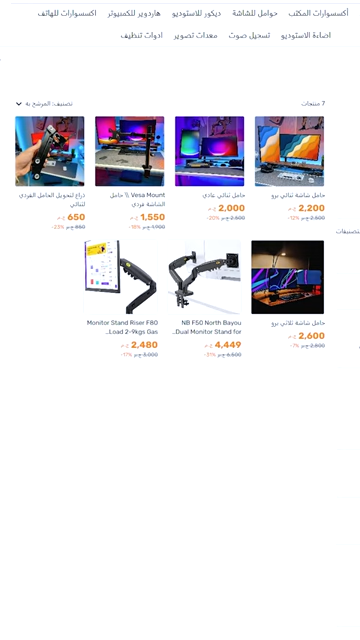 أكسسوارات المكتب حوامل للشاشة ديكور للاستوديو هاردوير للكمبيوتر اكسسوارات للهاتف
اضاءة الاستوديو تسجيل صوت معدات تصوير ادوات تنظيف
7 منتجات
تصنيف: المرشح به
حامل شاشة ثنائي برو
2,200 ج.م
2,500 ج.م -12%
حامل ثنائي عادي
2,000 ج.م
2,500 ج.م -20%
Vesa Mount \\ حامل
الشاشة فردي
1,550 ج.م
1,900 ج.م -18%
ذراع لتحويل الحامل الفردي
لثنائي
650 ج.م
850 ج.م -23%
تصنيفات
حامل شاشة ثلاثي برو
2,600 ج.م
2,800 ج.م -7%
NB F50 North Bayou
Dual Monitor Stand for...
4,449 ج.م
6,500 ج.م -31%
Monitor Stand Riser F80
Load 2-9kgs Gas...
2,480 ج.م
3,000 ج.م -17%